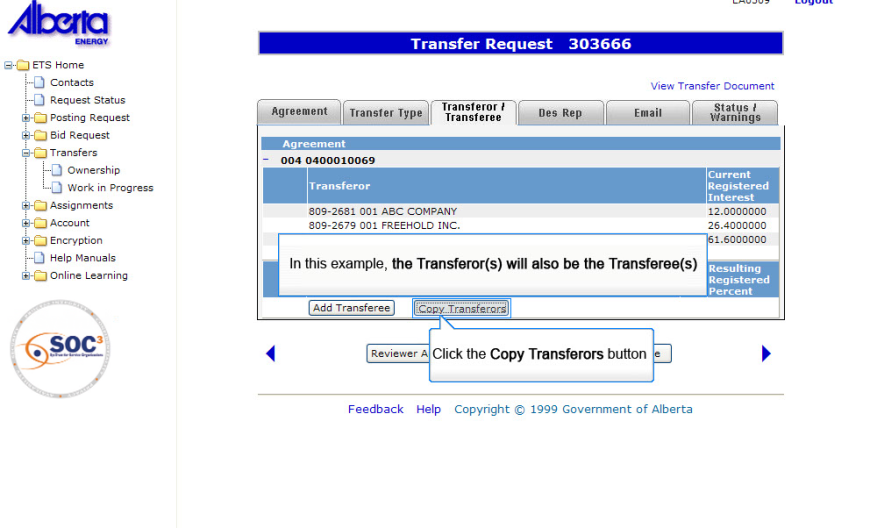 Alberta
ENERGY
Logout
Transfer Request 303666
View Transfer Document
ETS Home
Contacts
Request Status
Posting Request
Bid Request
Transfers
Ownership
Work in Progress
Assignments
Account
Encryption
Help Manuals
Online Learning
SOC3
Agreement
Transfer Type
Transferor / Transferee
Des Rep
Email
Status / Warnings
Agreement
004 0400010069
Transferor
Current Registered Interest
809-2681 001 ABC COMPANY 12.0000000
809-2679 001 FREEHOLD INC. 26.4000000
61.6000000
In this example, the Transferor(s) will also be the Transferee(s)
Resulting Registered Percent
Add Transferee
Copy Transferors
Reviewer A
Click the Copy Transferors button
e
Feedback Help Copyright © 1999 Government of Alberta